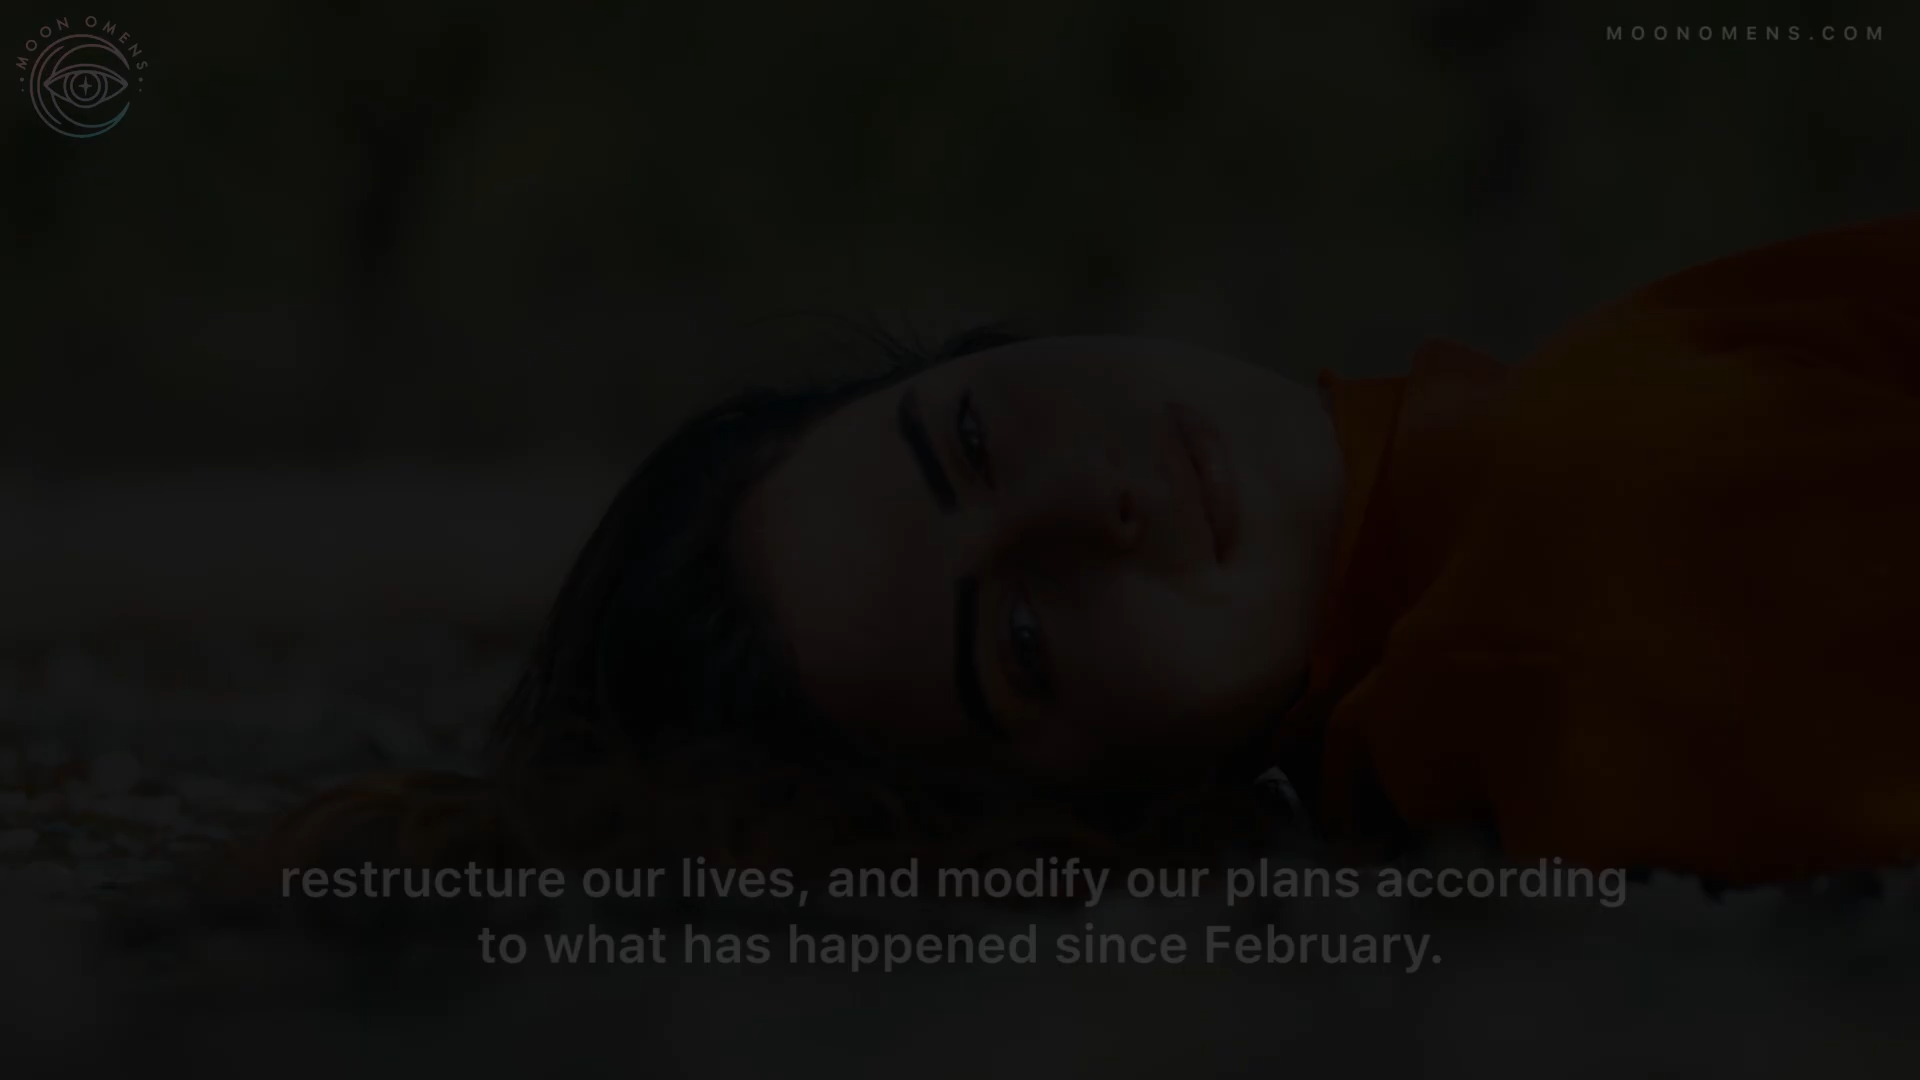 MOON OMENS
MOONOMENS.COM
restructure our lives, and modify our plans according
to what has happened since February.